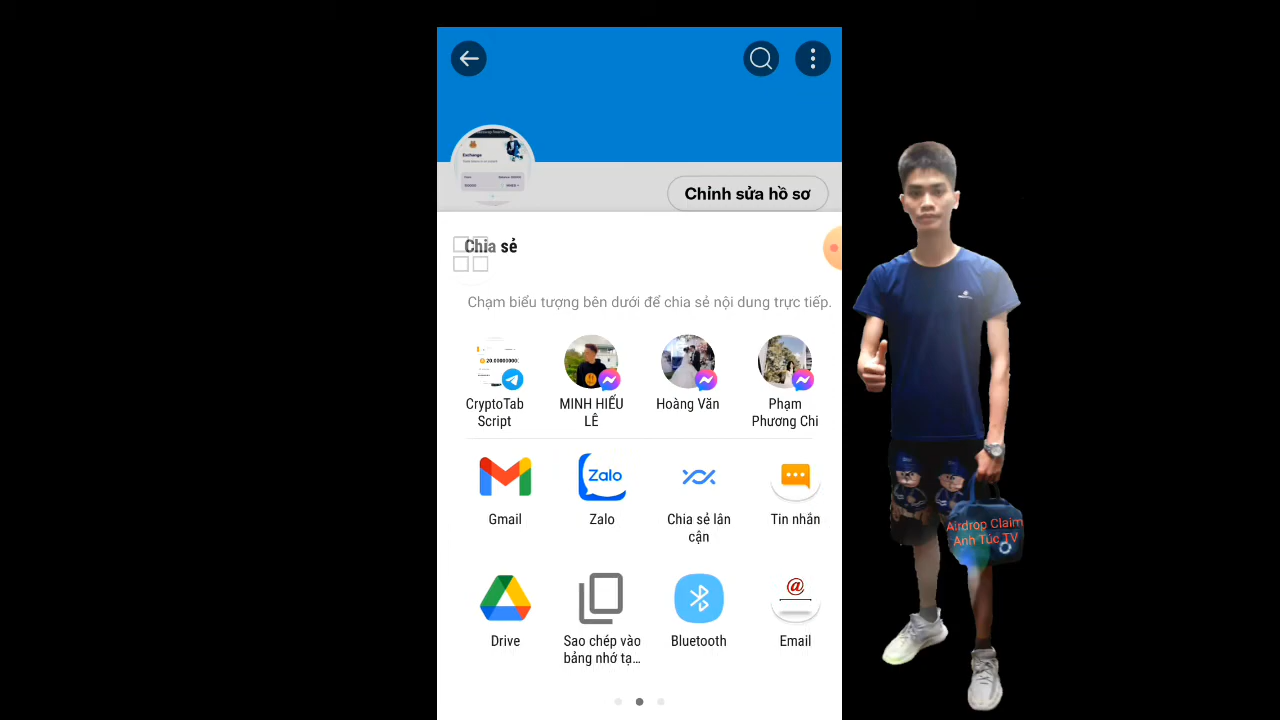 Exchange
Chỉnh sửa hồ sơ
Chia sẻ
Chạm biểu tượng bên dưới để chia sẻ nội dung trực tiếp.
CryptoTab Script
MINH HIẾU LÊ
Hoàng Văn
Phạm Phương Chi
Gmail
Zalo
Zalo
Chia sẻ lân cận
Tin nhắn
Drive
Sao chép vào bảng nhớ tạ...
Bluetooth
@
Email
Airdrop Claim
Anh Túc TV